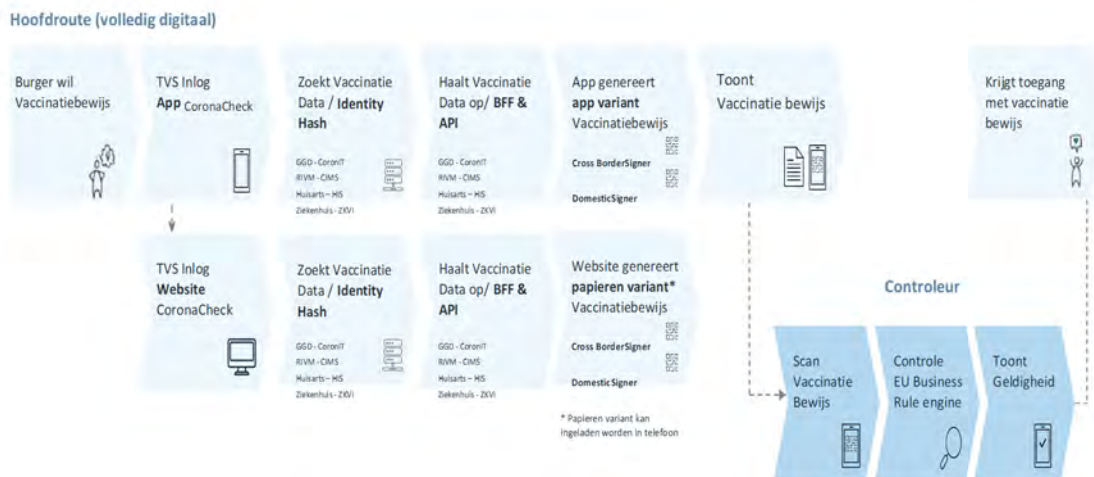 Hoofdroute (volledig digitaal)
Burger wil
Vaccinatiebewijs
TVS Inlog
App CoronaCheck
Zoekt Vaccinatie
Data / Identity
Hash
GGD - CoronIT
RIVM - CIMS
Huisarts – HIS
Ziekenhuis - ZKVI
Haalt Vaccinatie
Data op/ BFF &
API
GGD - CoronIT
RIVM - CIMS
Huisarts – HIS
Ziekenhuis - ZKVI
App genereert
app variant
Vaccinatiebewijs
Cross BorderSigner
DomesticSigner
Toont
Vaccinatie bewijs
Krijgt toegang
met vaccinatie
bewijs
TVS Inlog
Website
CoronaCheck
Zoekt Vaccinatie
Data / Identity
Hash
GGD - CoronIT
RIVM - CIMS
Huisarts – HIS
Ziekenhuis - ZKVI
Haalt Vaccinatie
Data op/ BFF &
API
GGD - CoronIT
RIVM - CIMS
Huisarts – HIS
Ziekenhuis - ZKVI
Website genereert
papieren variant*
Vaccinatiebewijs
Cross BorderSigner
DomesticSigner
* Papieren variant kan
ingeladen worden in telefoon
Controleur
Scan
Vaccinatie
Bewijs
Controle
EU Business
Rule engine
Toont
Geldigheid